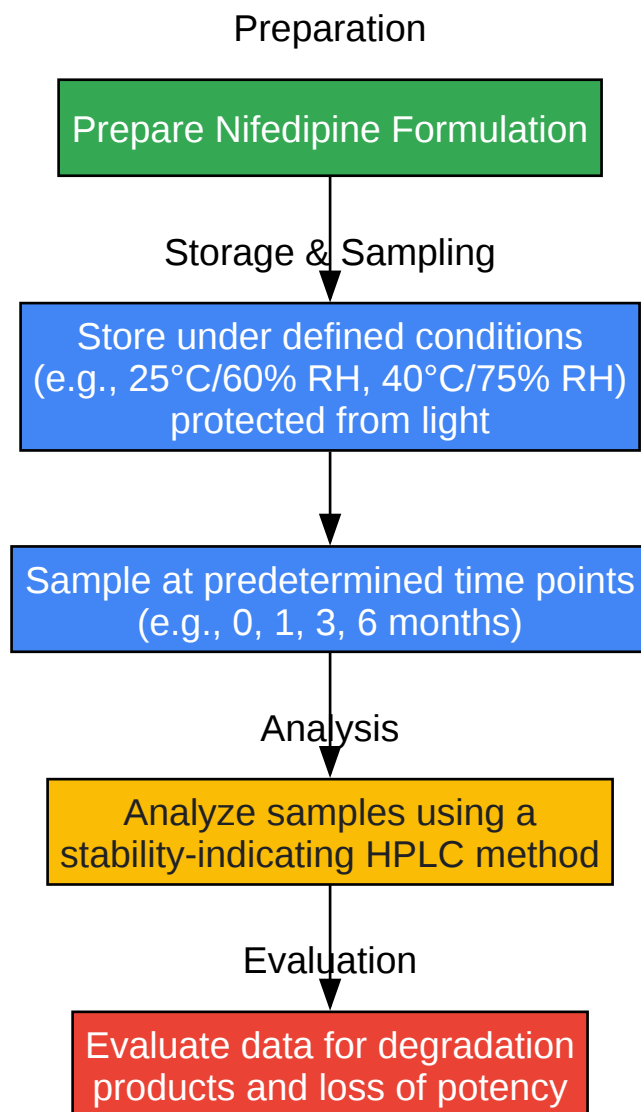 Preparation
Prepare Nifedipine Formulation
Storage & Sampling
Store under defined conditions
(e.g., 25°C/60% RH, 40°C/75% RH)
protected from light
Sample at predetermined time points
(e.g., 0, 1, 3, 6 months)
Analysis
Analyze samples using a
stability-indicating HPLC method
Evaluation
Evaluate data for degradation
products and loss of potency